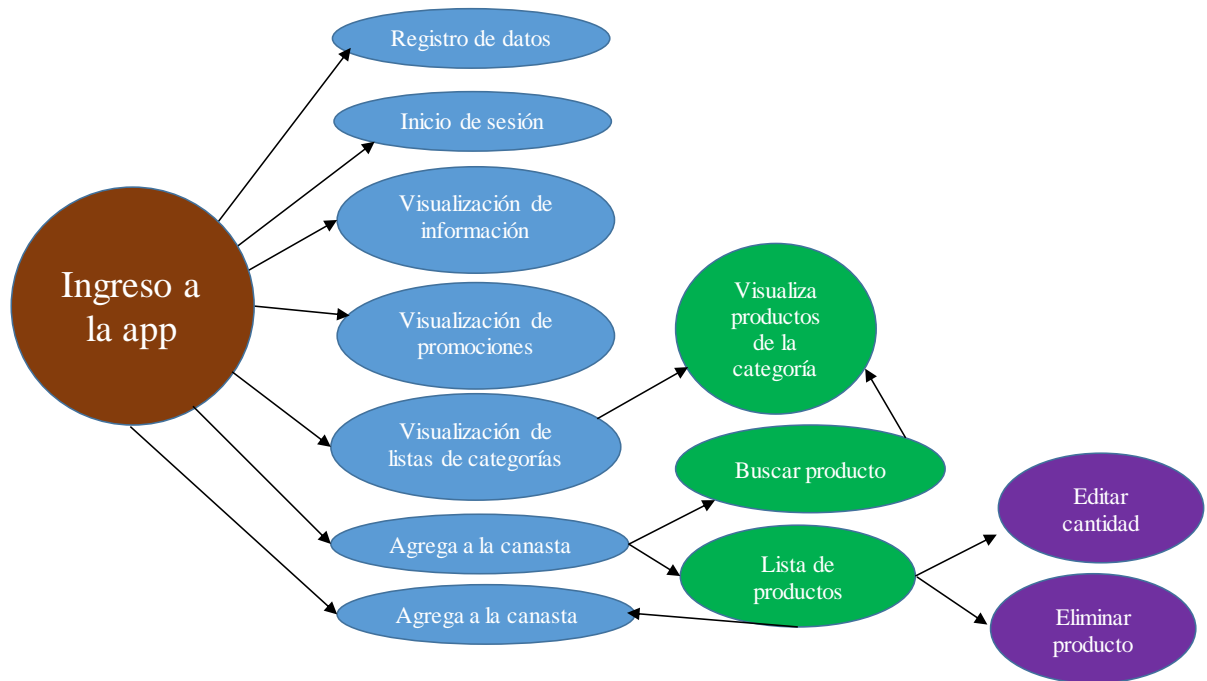 Registro de datos
Inicio de sesión
Visualización de
información
Ingreso a
la app
Visualización de
promociones
Visualiza
productos
de la
categoría
Visualización de
listas de categorías
Buscar producto
Editar
cantidad
Agrega a la canasta
Lista de
productos
Agrega a la canasta
Eliminar
producto